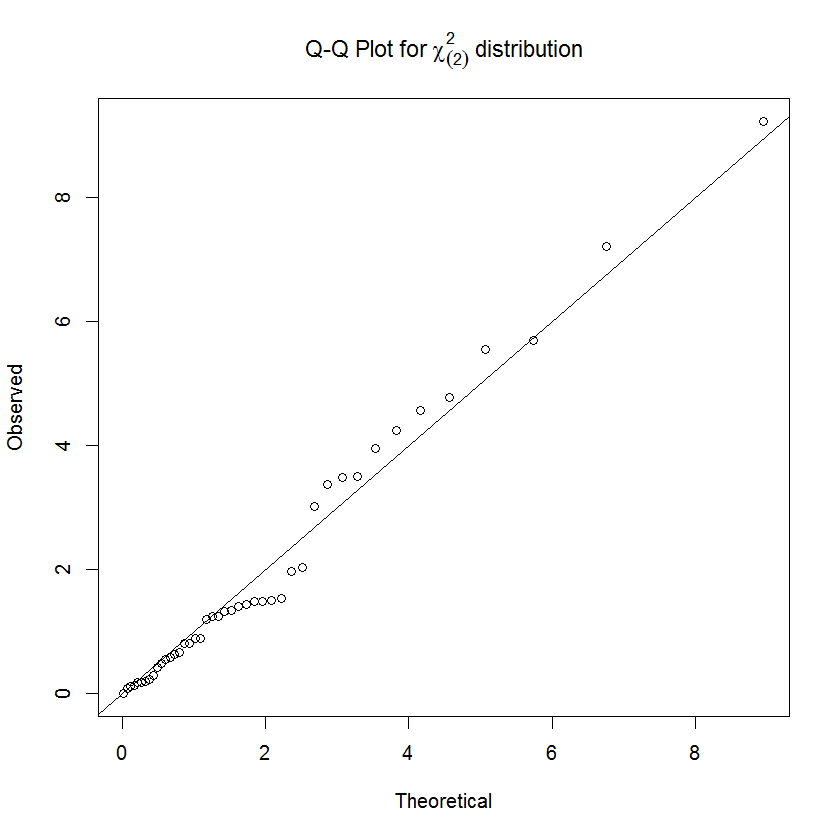 Q-Q Plot for χ²₍₂₎ distribution
8
6
4
2
0
Observed
0 2 4 6 8
Theoretical